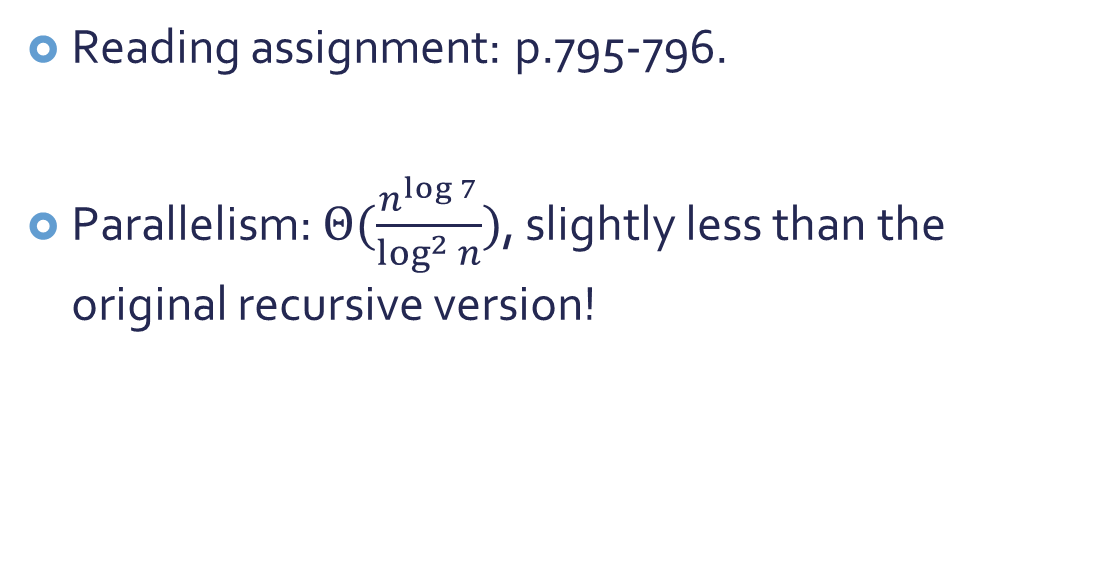 Reading assignment: p.795-796.
Parallelism: Θ(n^{log 7}/log² n), slightly less than the
original recursive version!